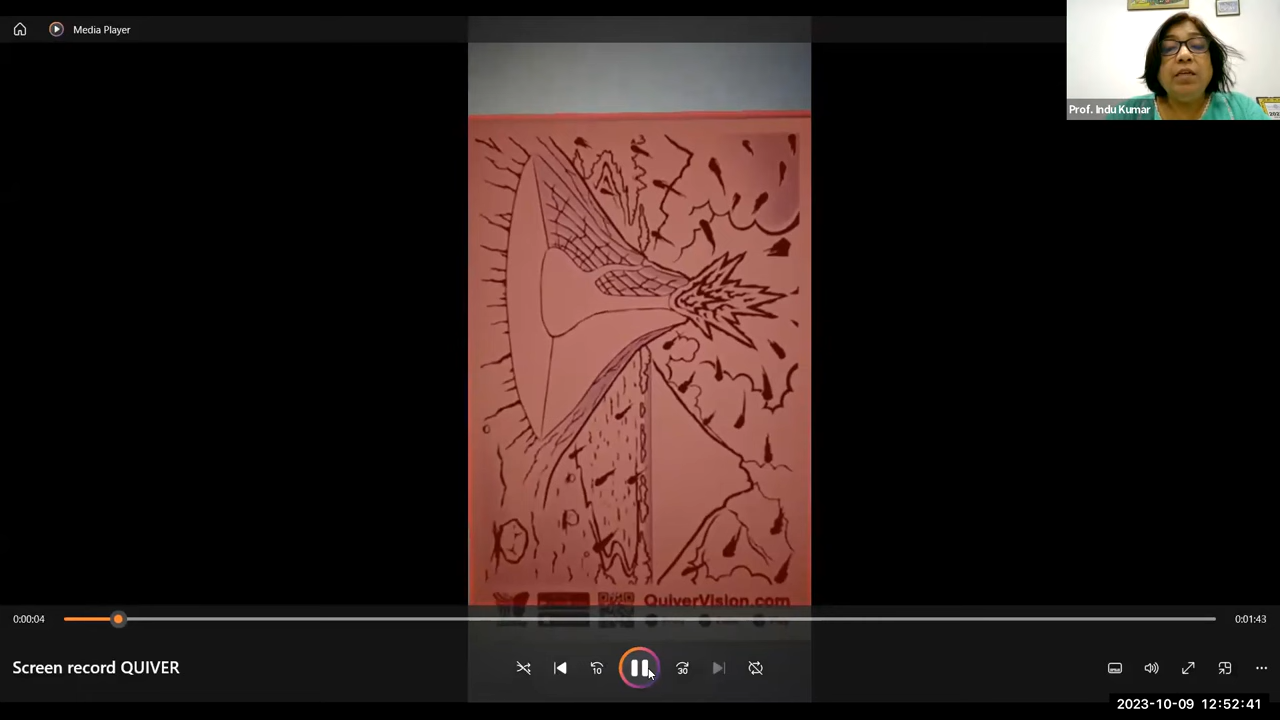 Media Player
Prof. Indu Kumar
QuiverVision.com
0:00:04
0:01:43
10
30
Screen record QUIVER
2023-10-09 12:52:41